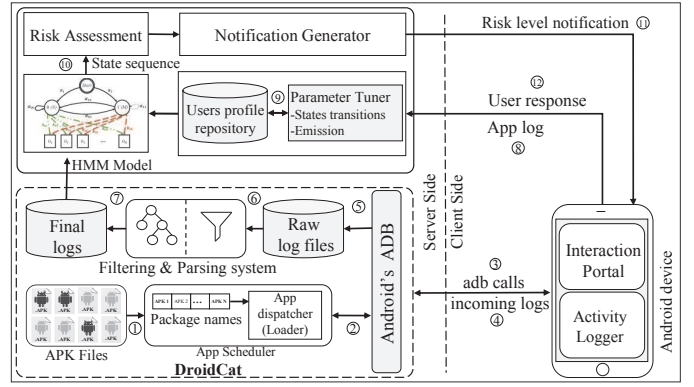 Risk Assessment
Notification Generator
Risk level notification ⑪
⑩ State sequence
Start
Users profile
repository
⑨
Parameter Tuner
-States transitions
-Emission
⑫
User response
App log
⑧
HMM Model
Server Side
Client Side
⑦
⑥
⑤
Final
logs
Raw
log files
Filtering & Parsing system
Android's ADB
③
adb calls
incoming logs
④
Interaction
Portal
Activity
Logger
Android device
.APK .APK .APK .APK
.APK .APK .APK .APK
APK Files
①
APK 1 APK 2 ... APK N
Package names
App
dispatcher
(Loader)
②
App Scheduler
DroidCat